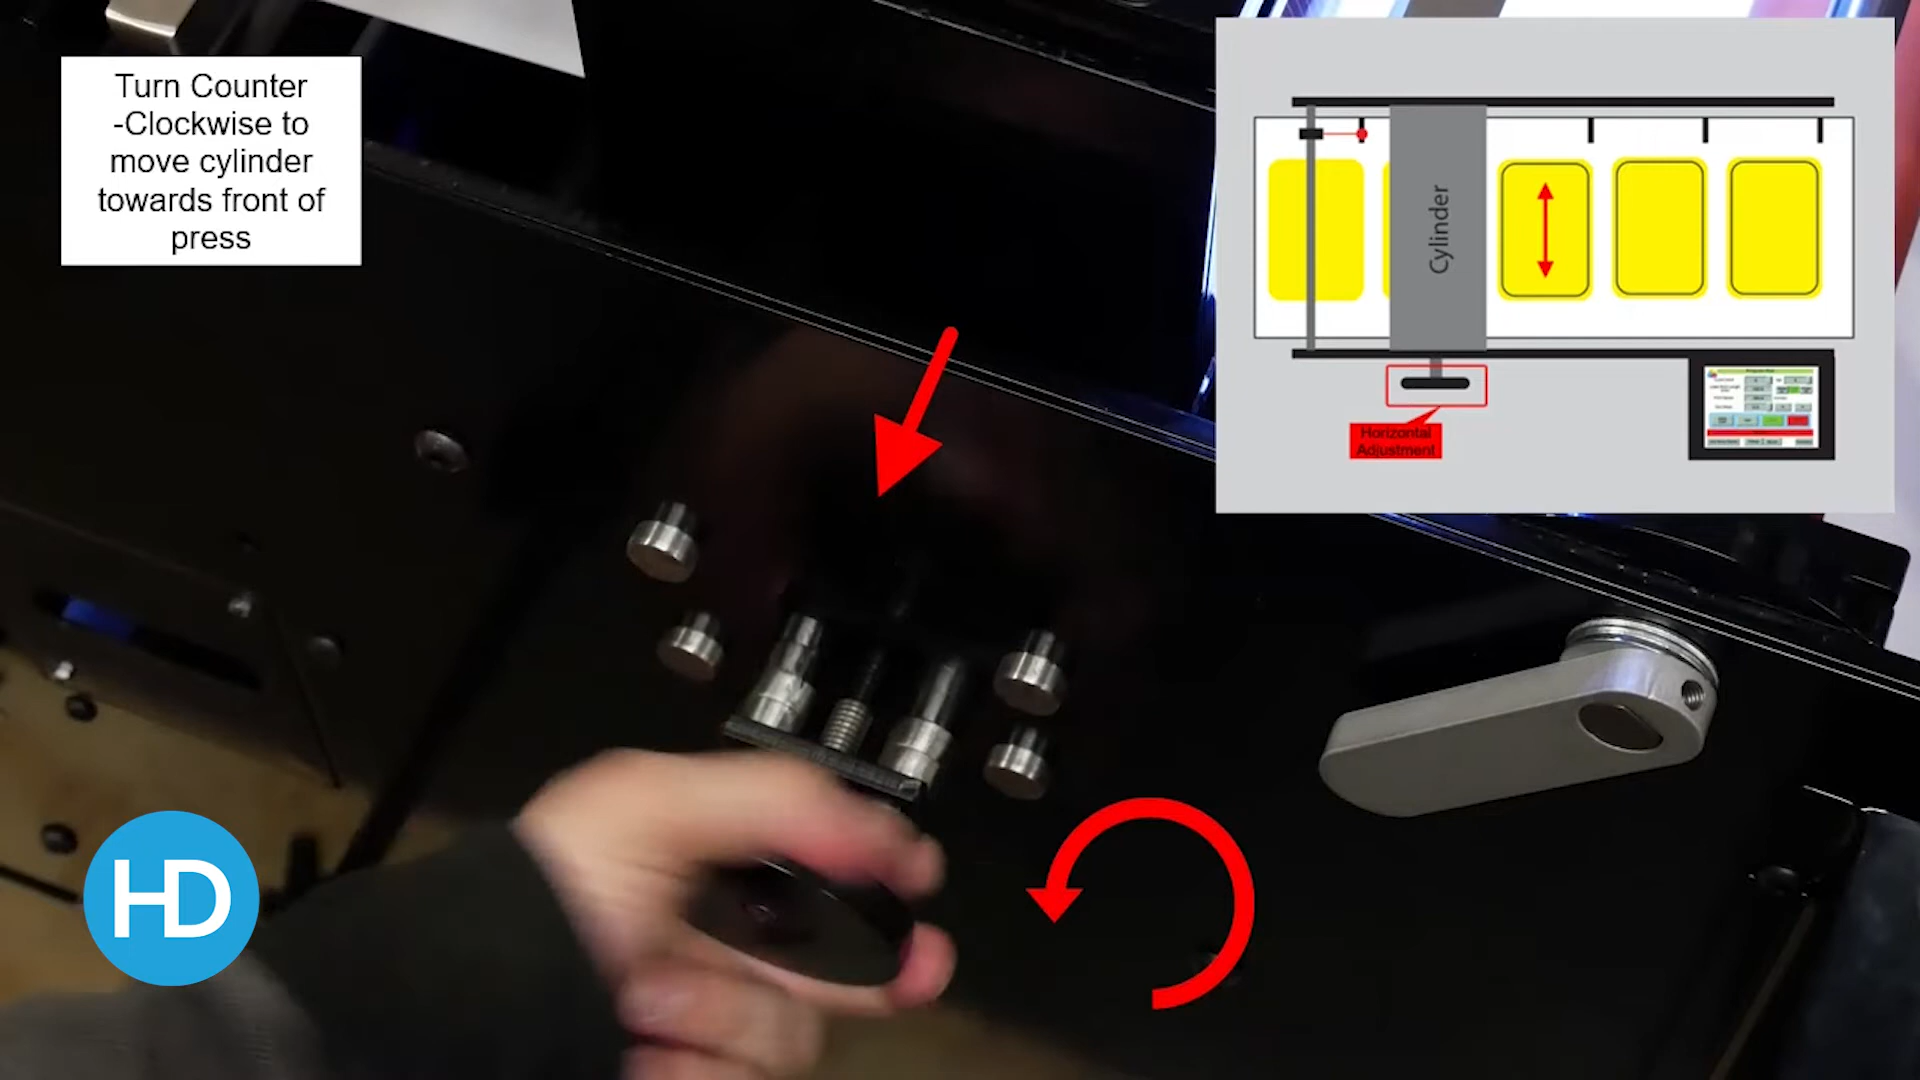 Turn Counter
-Clockwise to
move cylinder
towards front of
press
Cylinder
Horizontal
Adjustment
HD